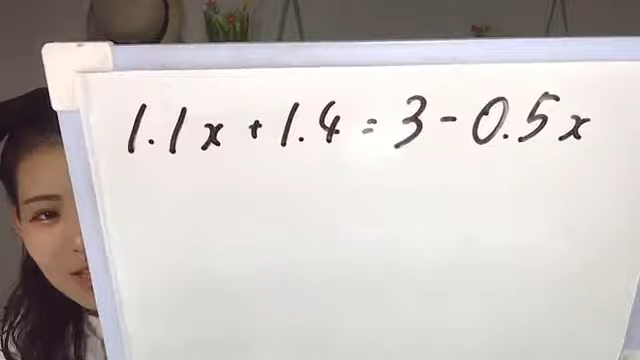 1.1x + 1.4 = 3 - 0.5x